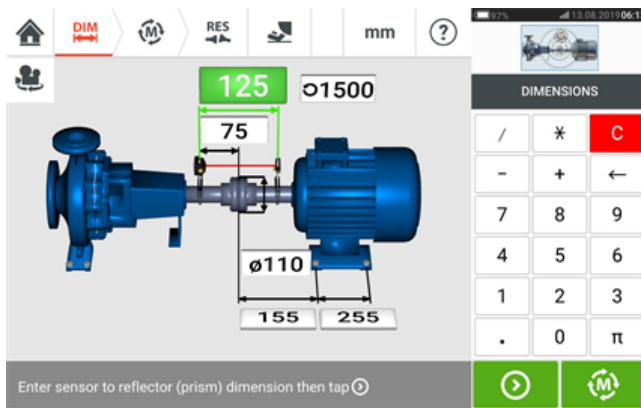 DIM
M
RES
mm
?
97%
13.08.2019 06:1
125
1500
75
ø110
155
255
DIMENSIONS
/ * C
- + ←
7 8 9
4 5 6
1 2 3
. 0 π
M
Enter sensor to reflector (prism) dimension then tap